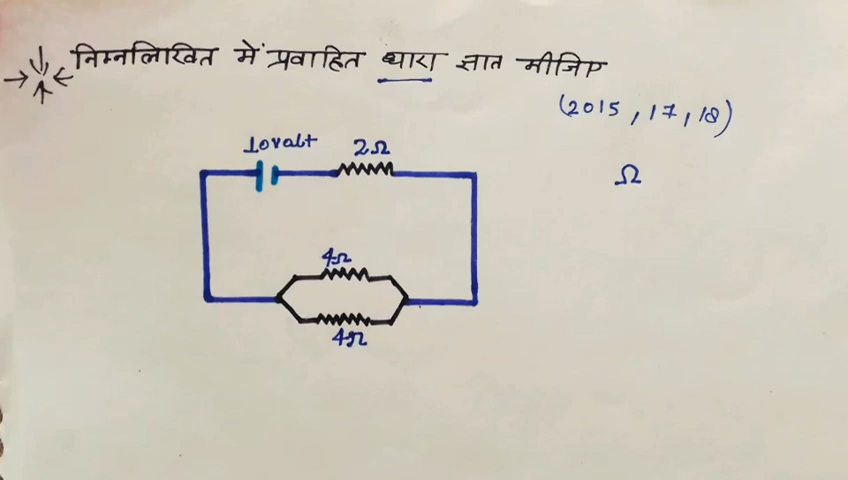 निम्नलिखित में प्रवाहित धारा ज्ञात कीजिए
(2015, 17, 18)
10 volt 2Ω
Ω
4Ω
4Ω